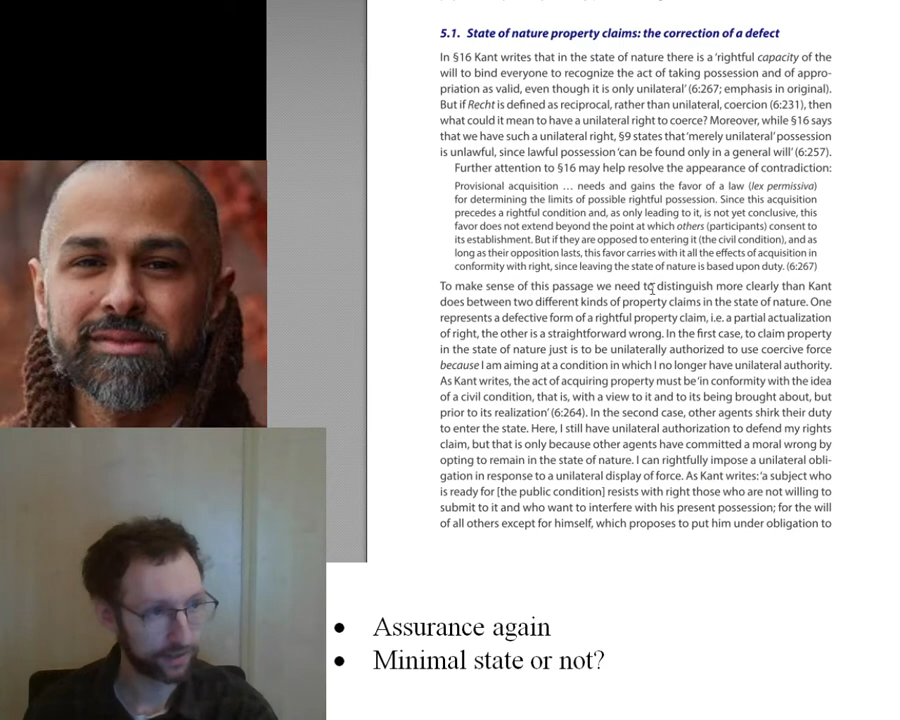 5.1. State of nature property claims: the correction of a defect
In §16 Kant writes that in the state of nature there is a ‘rightful capacity of the
will to bind everyone to recognize the act of taking possession and of appro-
priation as valid, even though it is only unilateral’ (6:267; emphasis in original).
But if Recht is defined as reciprocal, rather than unilateral, coercion (6:231), then
what could it mean to have a unilateral right to coerce? Moreover, while §16 says
that we have such a unilateral right, §9 states that ‘merely unilateral’ possession
is unlawful, since lawful possession ‘can be found only in a general will’ (6:257).
Further attention to §16 may help resolve the appearance of contradiction:
Provisional acquisition … needs and gains the favor of a law (lex permissiva)
for determining the limits of possible rightful possession. Since this acquisition
precedes a rightful condition and, as only leading to it, is not yet conclusive, this
favor does not extend beyond the point at which others (participants) consent to
its establishment. But if they are opposed to entering it (the civil condition), and as
long as their opposition lasts, this favor carries with it all the effects of acquisition in
conformity with right, since leaving the state of nature is based upon duty. (6:267)
To make sense of this passage we need to distinguish more clearly than Kant
does between two different kinds of property claims in the state of nature. One
represents a defective form of a rightful property claim, i.e. a partial actualization
of right, the other is a straightforward wrong. In the first case, to claim property
in the state of nature just is to be unilaterally authorized to use coercive force
because I am aiming at a condition in which I no longer have unilateral authority.
As Kant writes, the act of acquiring property must be ‘in conformity with the idea
of a civil condition, that is, with a view to it and to its being brought about, but
prior to its realization’ (6:264). In the second case, other agents shirk their duty
to enter the state. Here, I still have unilateral authorization to defend my rights
claim, but that is only because other agents have committed a moral wrong by
opting to remain in the state of nature. I can rightfully impose a unilateral obli-
gation in response to a unilateral display of force. As Kant writes: ‘a subject who
is ready for [the public condition] resists with right those who are not willing to
submit to it and who want to interfere with his present possession; for the will
of all others except for himself, which proposes to put him under obligation to
• Assurance again
• Minimal state or not?